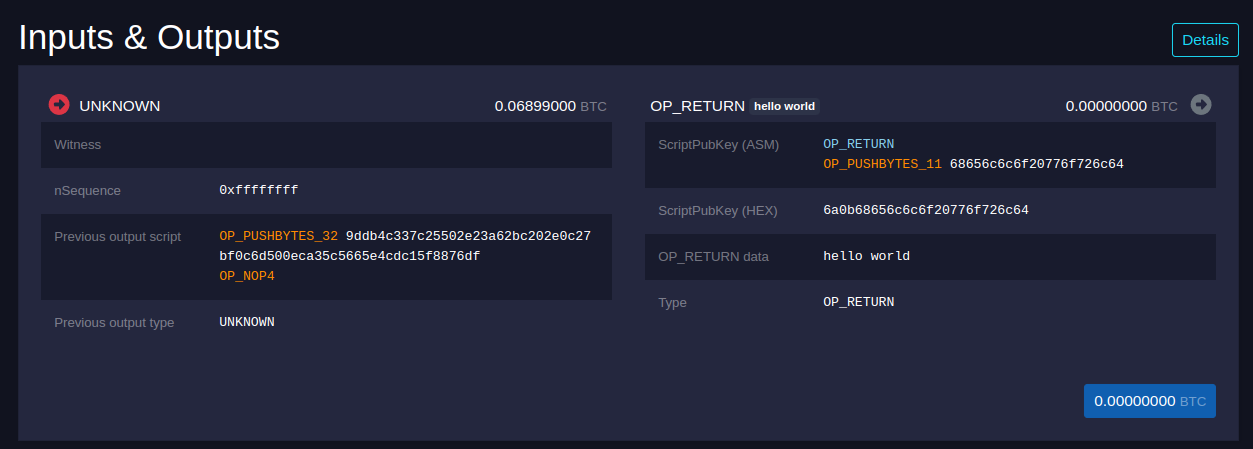 Inputs & Outputs
Details
UNKNOWN 0.06899000 BTC
Witness
nSequence 0xffffffff
Previous output script OP_PUSHBYTES_32 9ddb4c337c25502e23a62bc202e0c27
bf0c6d500eca35c5665e4cdc15f8876df
OP_NOP4
Previous output type UNKNOWN
OP_RETURN hello world 0.00000000 BTC
ScriptPubKey (ASM) OP_RETURN
OP_PUSHBYTES_11 68656c6c6f20776f726c64
ScriptPubKey (HEX) 6a0b68656c6c6f20776f726c64
OP_RETURN data hello world
Type OP_RETURN
0.00000000 BTC